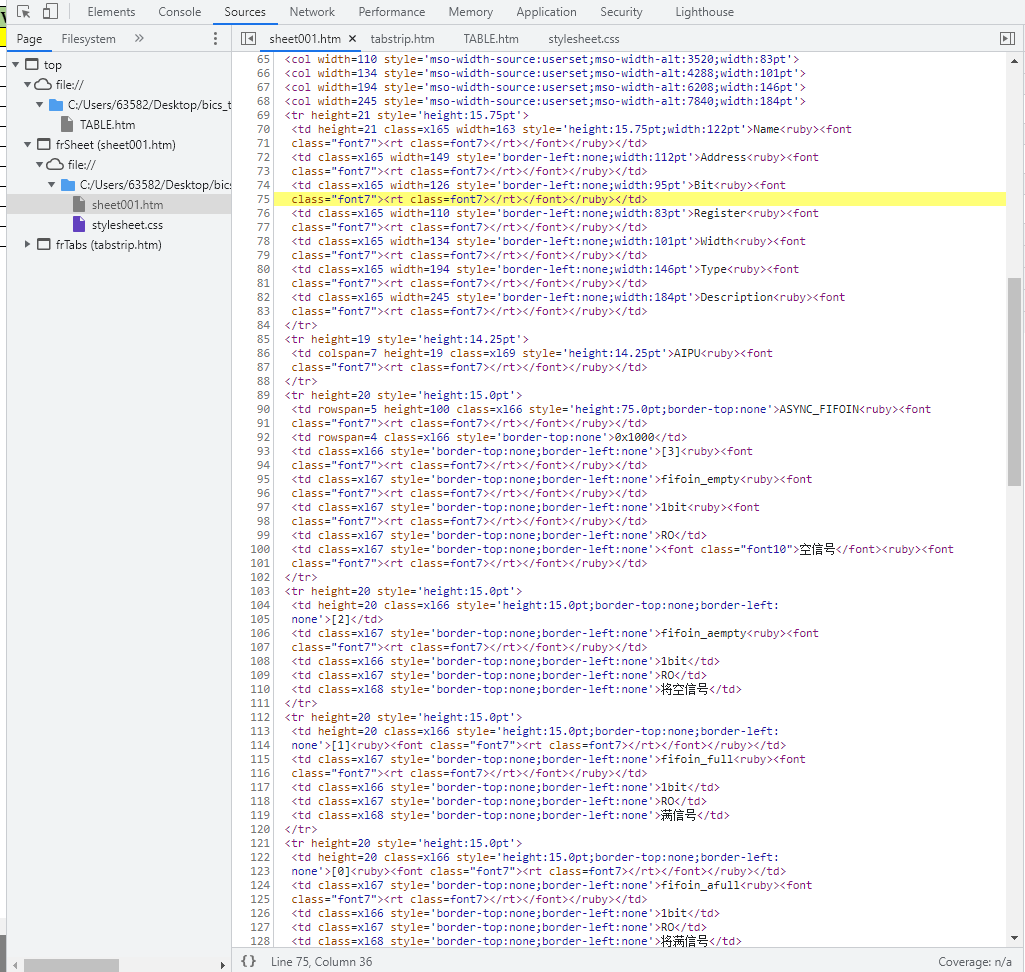 Elements Console Sources Network Performance Memory Application Security Lighthouse
Page Filesystem » sheet001.htm × tabstrip.htm TABLE.htm stylesheet.css
top
file://
C:/Users/63582/Desktop/bics_t
TABLE.htm
frSheet (sheet001.htm)
file://
C:/Users/63582/Desktop/bics
sheet001.htm
stylesheet.css
frTabs (tabstrip.htm)
65 <col width=110 style='mso-width-source:userset;mso-width-alt:3520;width:83pt'>
66 <col width=134 style='mso-width-source:userset;mso-width-alt:4288;width:101pt'>
67 <col width=194 style='mso-width-source:userset;mso-width-alt:6208;width:146pt'>
68 <col width=245 style='mso-width-source:userset;mso-width-alt:7840;width:184pt'>
69 <tr height=21 style='height:15.75pt'>
70 <td height=21 class=xl65 width=163 style='height:15.75pt;width:122pt'>Name<ruby><font
71 class="font7"><rt class=font7></rt></font></ruby></td>
72 <td class=xl65 width=149 style='border-left:none;width:112pt'>Address<ruby><font
73 class="font7"><rt class=font7></rt></font></ruby></td>
74 <td class=xl65 width=126 style='border-left:none;width:95pt'>Bit<ruby><font
75 class="font7"><rt class=font7></rt></font></ruby></td>
76 <td class=xl65 width=110 style='border-left:none;width:83pt'>Register<ruby><font
77 class="font7"><rt class=font7></rt></font></ruby></td>
78 <td class=xl65 width=134 style='border-left:none;width:101pt'>Width<ruby><font
79 class="font7"><rt class=font7></rt></font></ruby></td>
80 <td class=xl65 width=194 style='border-left:none;width:146pt'>Type<ruby><font
81 class="font7"><rt class=font7></rt></font></ruby></td>
82 <td class=xl65 width=245 style='border-left:none;width:184pt'>Description<ruby><font
83 class="font7"><rt class=font7></rt></font></ruby></td>
84 </tr>
85 <tr height=19 style='height:14.25pt'>
86 <td colspan=7 height=19 class=xl69 style='height:14.25pt'>AIPU<ruby><font
87 class="font7"><rt class=font7></rt></font></ruby></td>
88 </tr>
89 <tr height=20 style='height:15.0pt'>
90 <td rowspan=5 height=100 class=xl66 style='height:75.0pt;border-top:none'>ASYNC_FIFOIN<ruby><font
91 class="font7"><rt class=font7></rt></font></ruby></td>
92 <td rowspan=4 class=xl66 style='border-top:none'>0x1000</td>
93 <td class=xl66 style='border-top:none;border-left:none'>[3]<ruby><font
94 class="font7"><rt class=font7></rt></font></ruby></td>
95 <td class=xl67 style='border-top:none;border-left:none'>fifoin_empty<ruby><font
96 class="font7"><rt class=font7></rt></font></ruby></td>
97 <td class=xl67 style='border-top:none;border-left:none'>1bit<ruby><font
98 class="font7"><rt class=font7></rt></font></ruby></td>
99 <td class=xl67 style='border-top:none;border-left:none'>RO</td>
100 <td class=xl67 style='border-top:none;border-left:none'><font class="font10">空信号</font><ruby><font
101 class="font7"><rt class=font7></rt></font></ruby></td>
102 </tr>
103 <tr height=20 style='height:15.0pt'>
104 <td height=20 class=xl66 style='height:15.0pt;border-top:none;border-left:
105 none'>[2]</td>
106 <td class=xl67 style='border-top:none;border-left:none'>fifoin_aempty<ruby><font
107 class="font7"><rt class=font7></rt></font></ruby></td>
108 <td class=xl66 style='border-top:none;border-left:none'>1bit</td>
109 <td class=xl67 style='border-top:none;border-left:none'>RO</td>
110 <td class=xl68 style='border-top:none;border-left:none'>将空信号</td>
111 </tr>
112 <tr height=20 style='height:15.0pt'>
113 <td height=20 class=xl66 style='height:15.0pt;border-top:none;border-left:
114 none'>[1]<ruby><font class="font7"><rt class=font7></rt></font></ruby></td>
115 <td class=xl67 style='border-top:none;border-left:none'>fifoin_full<ruby><font
116 class="font7"><rt class=font7></rt></font></ruby></td>
117 <td class=xl66 style='border-top:none;border-left:none'>1bit</td>
118 <td class=xl67 style='border-top:none;border-left:none'>RO</td>
119 <td class=xl68 style='border-top:none;border-left:none'>满信号</td>
120 </tr>
121 <tr height=20 style='height:15.0pt'>
122 <td height=20 class=xl66 style='height:15.0pt;border-top:none;border-left:
123 none'>[0]<ruby><font class="font7"><rt class=font7></rt></font></ruby></td>
124 <td class=xl67 style='border-top:none;border-left:none'>fifoin_afull<ruby><font
125 class="font7"><rt class=font7></rt></font></ruby></td>
126 <td class=xl66 style='border-top:none;border-left:none'>1bit</td>
127 <td class=xl67 style='border-top:none;border-left:none'>RO</td>
128 <td class=xl68 style='border-top:none;border-left:none'>将满信号</td>
{} Line 75, Column 36 Coverage: n/a